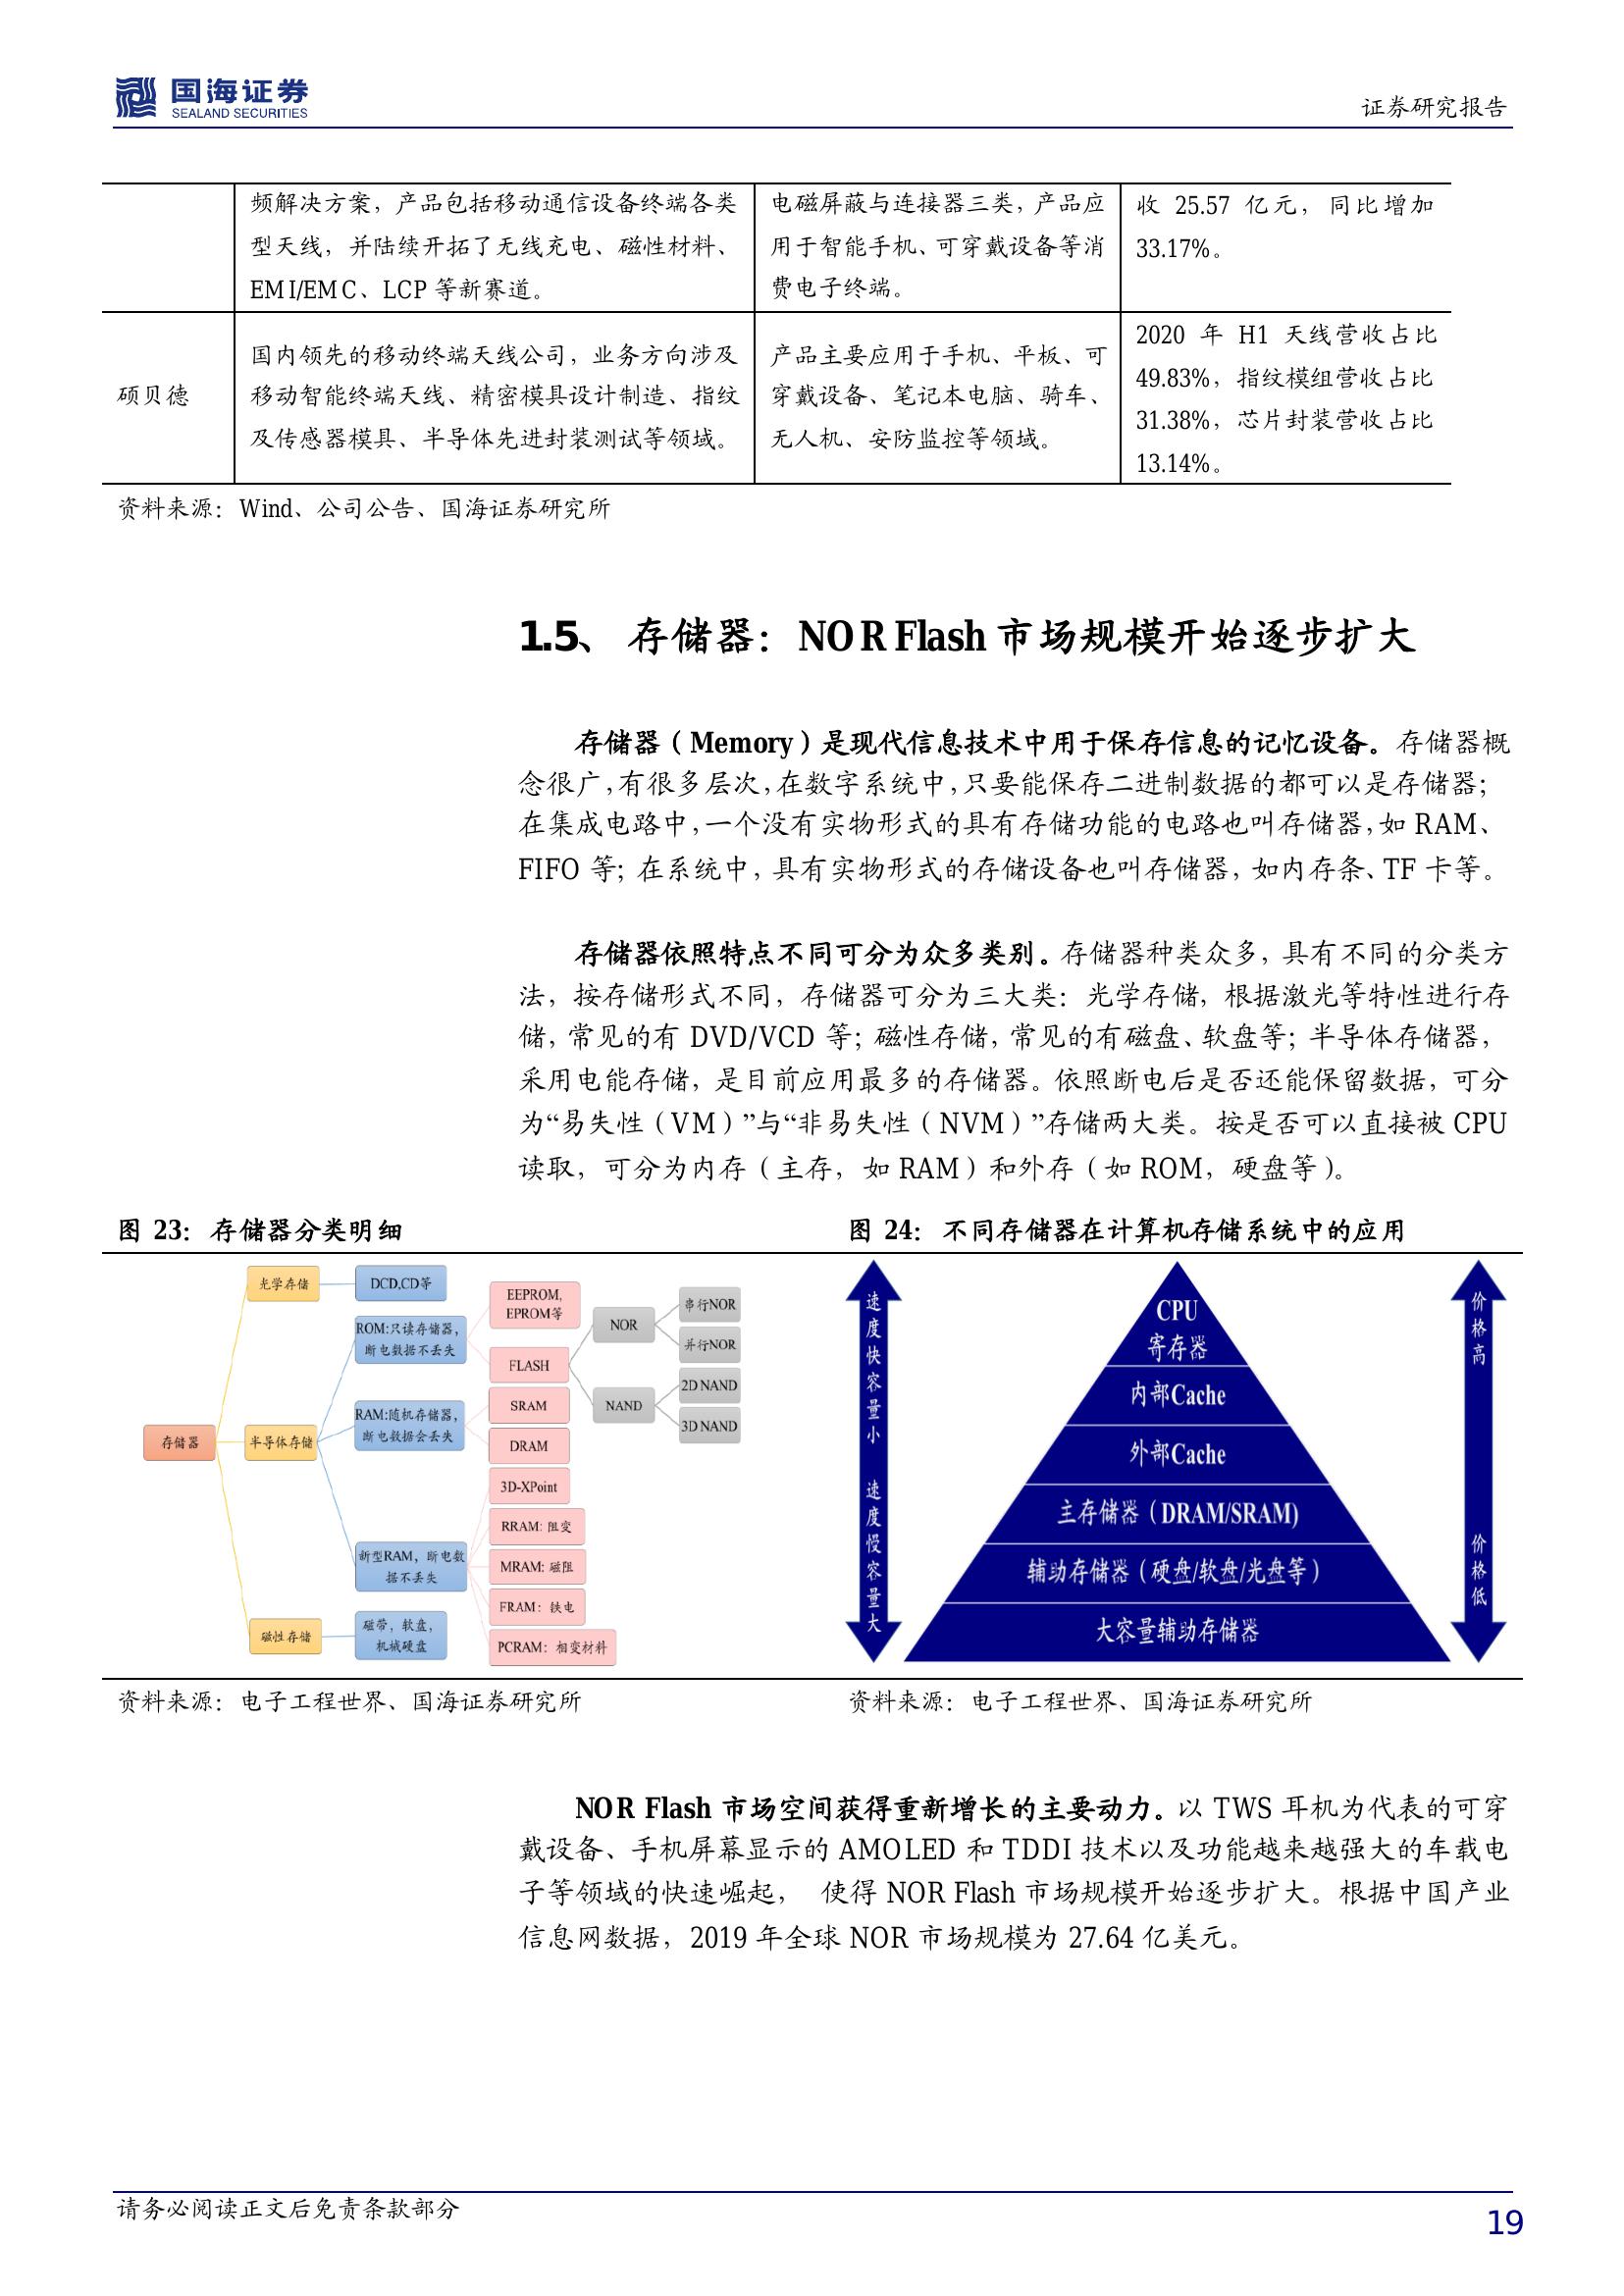 国海证券
SEALAND SECURITIES
证券研究报告
频解决方案，产品包括移动通信设备终端各类
型天线，并陆续开拓了无线充电、磁性材料、
EMI/EMC、LCP 等新赛道。
电磁屏蔽与连接器三类，产品应
用于智能手机、可穿戴设备等消
费电子终端。
收 25.57 亿元，同比增加
33.17%。
硕贝德
国内领先的移动终端天线公司，业务方向涉及
移动智能终端天线、精密模具设计制造、指纹
及传感器模具、半导体先进封装测试等领域。
产品主要应用于手机、平板、可
穿戴设备、笔记本电脑、骑车、
无人机、安防监控等领域。
2020 年 H1 天线营收占比
49.83%，指纹模组营收占比
31.38%，芯片封装营收占比
13.14%。
资料来源：Wind、公司公告、国海证券研究所
1.5、 存储器：NOR Flash 市场规模开始逐步扩大
存储器（Memory）是现代信息技术中用于保存信息的记忆设备。存储器概
念很广，有很多层次，在数字系统中，只要能保存二进制数据的都可以是存储器；
在集成电路中，一个没有实物形式的具有存储功能的电路也叫存储器，如 RAM、
FIFO 等；在系统中，具有实物形式的存储设备也叫存储器，如内存条、TF 卡等。
存储器依照特点不同可分为众多类别。存储器种类众多，具有不同的分类方
法，按存储形式不同，存储器可分为三大类：光学存储，根据激光等特性进行存
储，常见的有 DVD/VCD 等；磁性存储，常见的有磁盘、软盘等；半导体存储器，
采用电能存储，是目前应用最多的存储器。依照断电后是否还能保留数据，可分
为“易失性（VM）”与“非易失性（NVM）”存储两大类。按是否可以直接被 CPU
读取，可分为内存（主存，如 RAM）和外存（如 ROM，硬盘等）。
图 23：存储器分类明细
存储器
光学存储
半导体存储
磁性存储
DCD,CD等
ROM:只读存储器，
断电数据不丢失
RAM:随机存储器，
断电数据会丢失
新型RAM，断电数
据不丢失
磁带，软盘，
机械硬盘
EEPROM,
EPROM等
FLASH
SRAM
DRAM
3D-XPoint
RRAM: 阻变
MRAM: 磁阻
FRAM：铁电
PCRAM：相变材料
NOR
NAND
串行NOR
并行NOR
2D NAND
3D NAND
图 24：不同存储器在计算机存储系统中的应用
速度快容量小
速度慢容量大
CPU
寄存器
内部Cache
外部Cache
主存储器（DRAM/SRAM)
辅助存储器（硬盘/软盘/光盘等）
大容量辅助存储器
价格高
价格低
资料来源：电子工程世界、国海证券研究所
资料来源：电子工程世界、国海证券研究所
NOR Flash 市场空间获得重新增长的主要动力。以 TWS 耳机为代表的可穿
戴设备、手机屏幕显示的 AMOLED 和 TDDI 技术以及功能越来越强大的车载电
子等领域的快速崛起， 使得 NOR Flash 市场规模开始逐步扩大。根据中国产业
信息网数据，2019 年全球 NOR 市场规模为 27.64 亿美元。
请务必阅读正文后免责条款部分
19